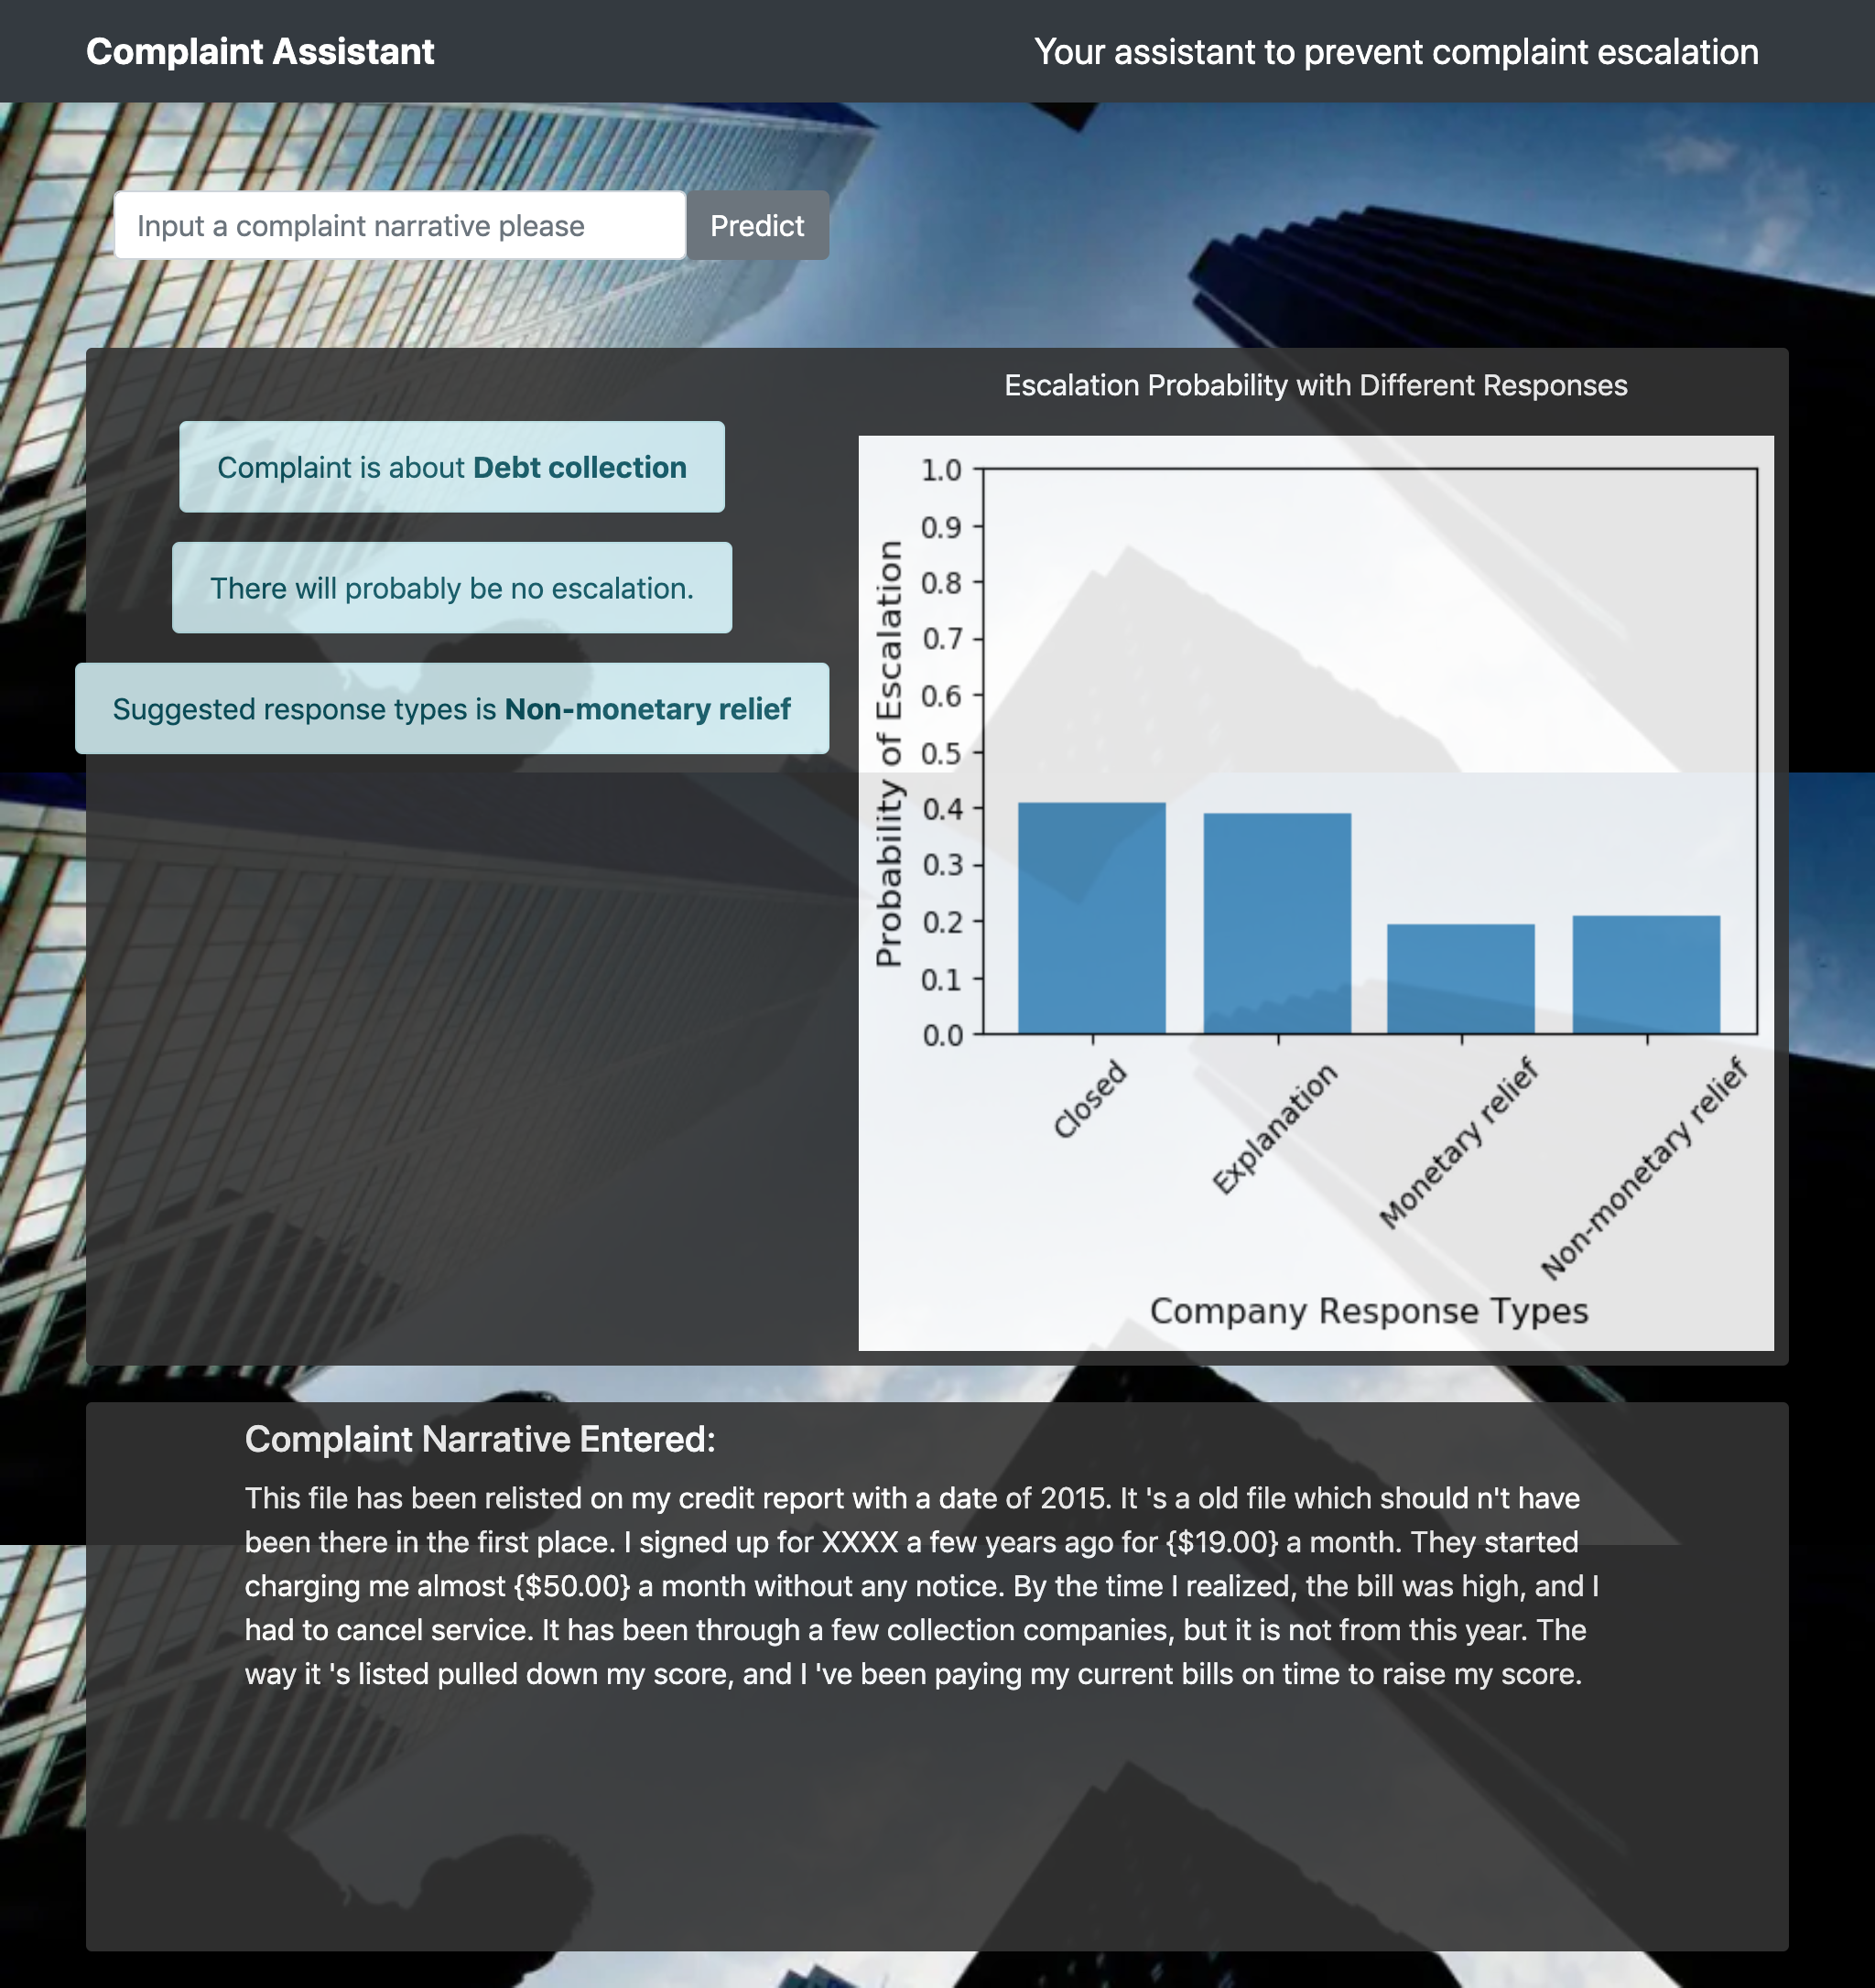 Complaint Assistant
Your assistant to prevent complaint escalation
Input a complaint narrative please
Predict
Complaint is about Debt collection
There will probably be no escalation.
Suggested response types is Non-monetary relief
Escalation Probability with Different Responses
Probability of Escalation
1.0
0.9
0.8
0.7
0.6
0.5
0.4
0.3
0.2
0.1
0.0
Closed
Explanation
Monetary relief
Non-monetary relief
Company Response Types
Complaint Narrative Entered:
This file has been relisted on my credit report with a date of 2015. It 's a old file which should n't have
been there in the first place. I signed up for XXXX a few years ago for {$19.00} a month. They started
charging me almost {$50.00} a month without any notice. By the time I realized, the bill was high, and I
had to cancel service. It has been through a few collection companies, but it is not from this year. The
way it 's listed pulled down my score, and I 've been paying my current bills on time to raise my score.